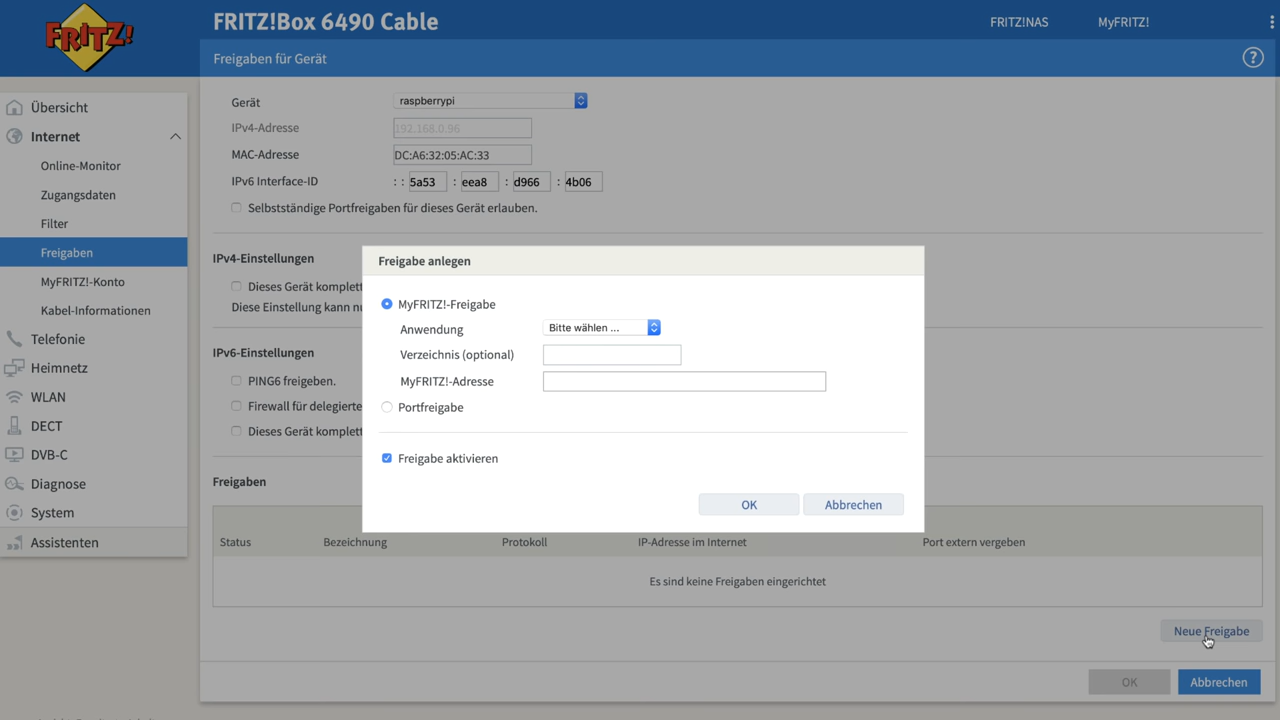 FRITZ!
FRITZ!Box 6490 Cable
FRITZ!NAS
MyFRITZ!
Freigaben für Gerät
?
Übersicht
Internet
Online-Monitor
Zugangsdaten
Filter
Freigaben
MyFRITZ!-Konto
Kabel-Informationen
Telefonie
Heimnetz
WLAN
DECT
DVB-C
Diagnose
System
Assistenten
Gerät raspberrypi
IPv4-Adresse 192.168.0.96
MAC-Adresse DC:A6:32:05:AC:33
IPv6 Interface-ID : : 5a53 : eea8 : d966 : 4b06
Selbstständige Portfreigaben für dieses Gerät erlauben.
IPv4-Einstellungen
Dieses Gerät komplett
Diese Einstellung kann
IPv6-Einstellungen
PING6 freigeben.
Firewall für delegierte
Dieses Gerät komplett
Freigabe anlegen
MyFRITZ!-Freigabe
Anwendung Bitte wählen ...
Verzeichnis (optional)
MyFRITZ!-Adresse
Portfreigabe
Freigabe aktivieren
OK Abbrechen
Freigaben
Status Bezeichnung Protokoll IP-Adresse im Internet Port extern vergeben
Es sind keine Freigaben eingerichtet
Neue Freigabe
OK Abbrechen